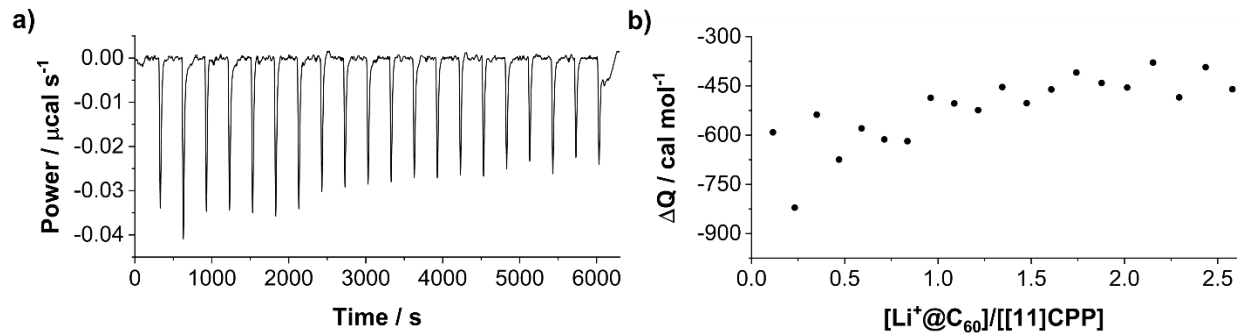 a)
Power / μcal s⁻¹
0.00
-0.01
-0.02
-0.03
-0.04
0 1000 2000 3000 4000 5000 6000
Time / s
b)
ΔQ / cal mol⁻¹
-300
-450
-600
-750
-900
0.0 0.5 1.0 1.5 2.0 2.5
[Li⁺@C₆₀]/[[11]CPP]